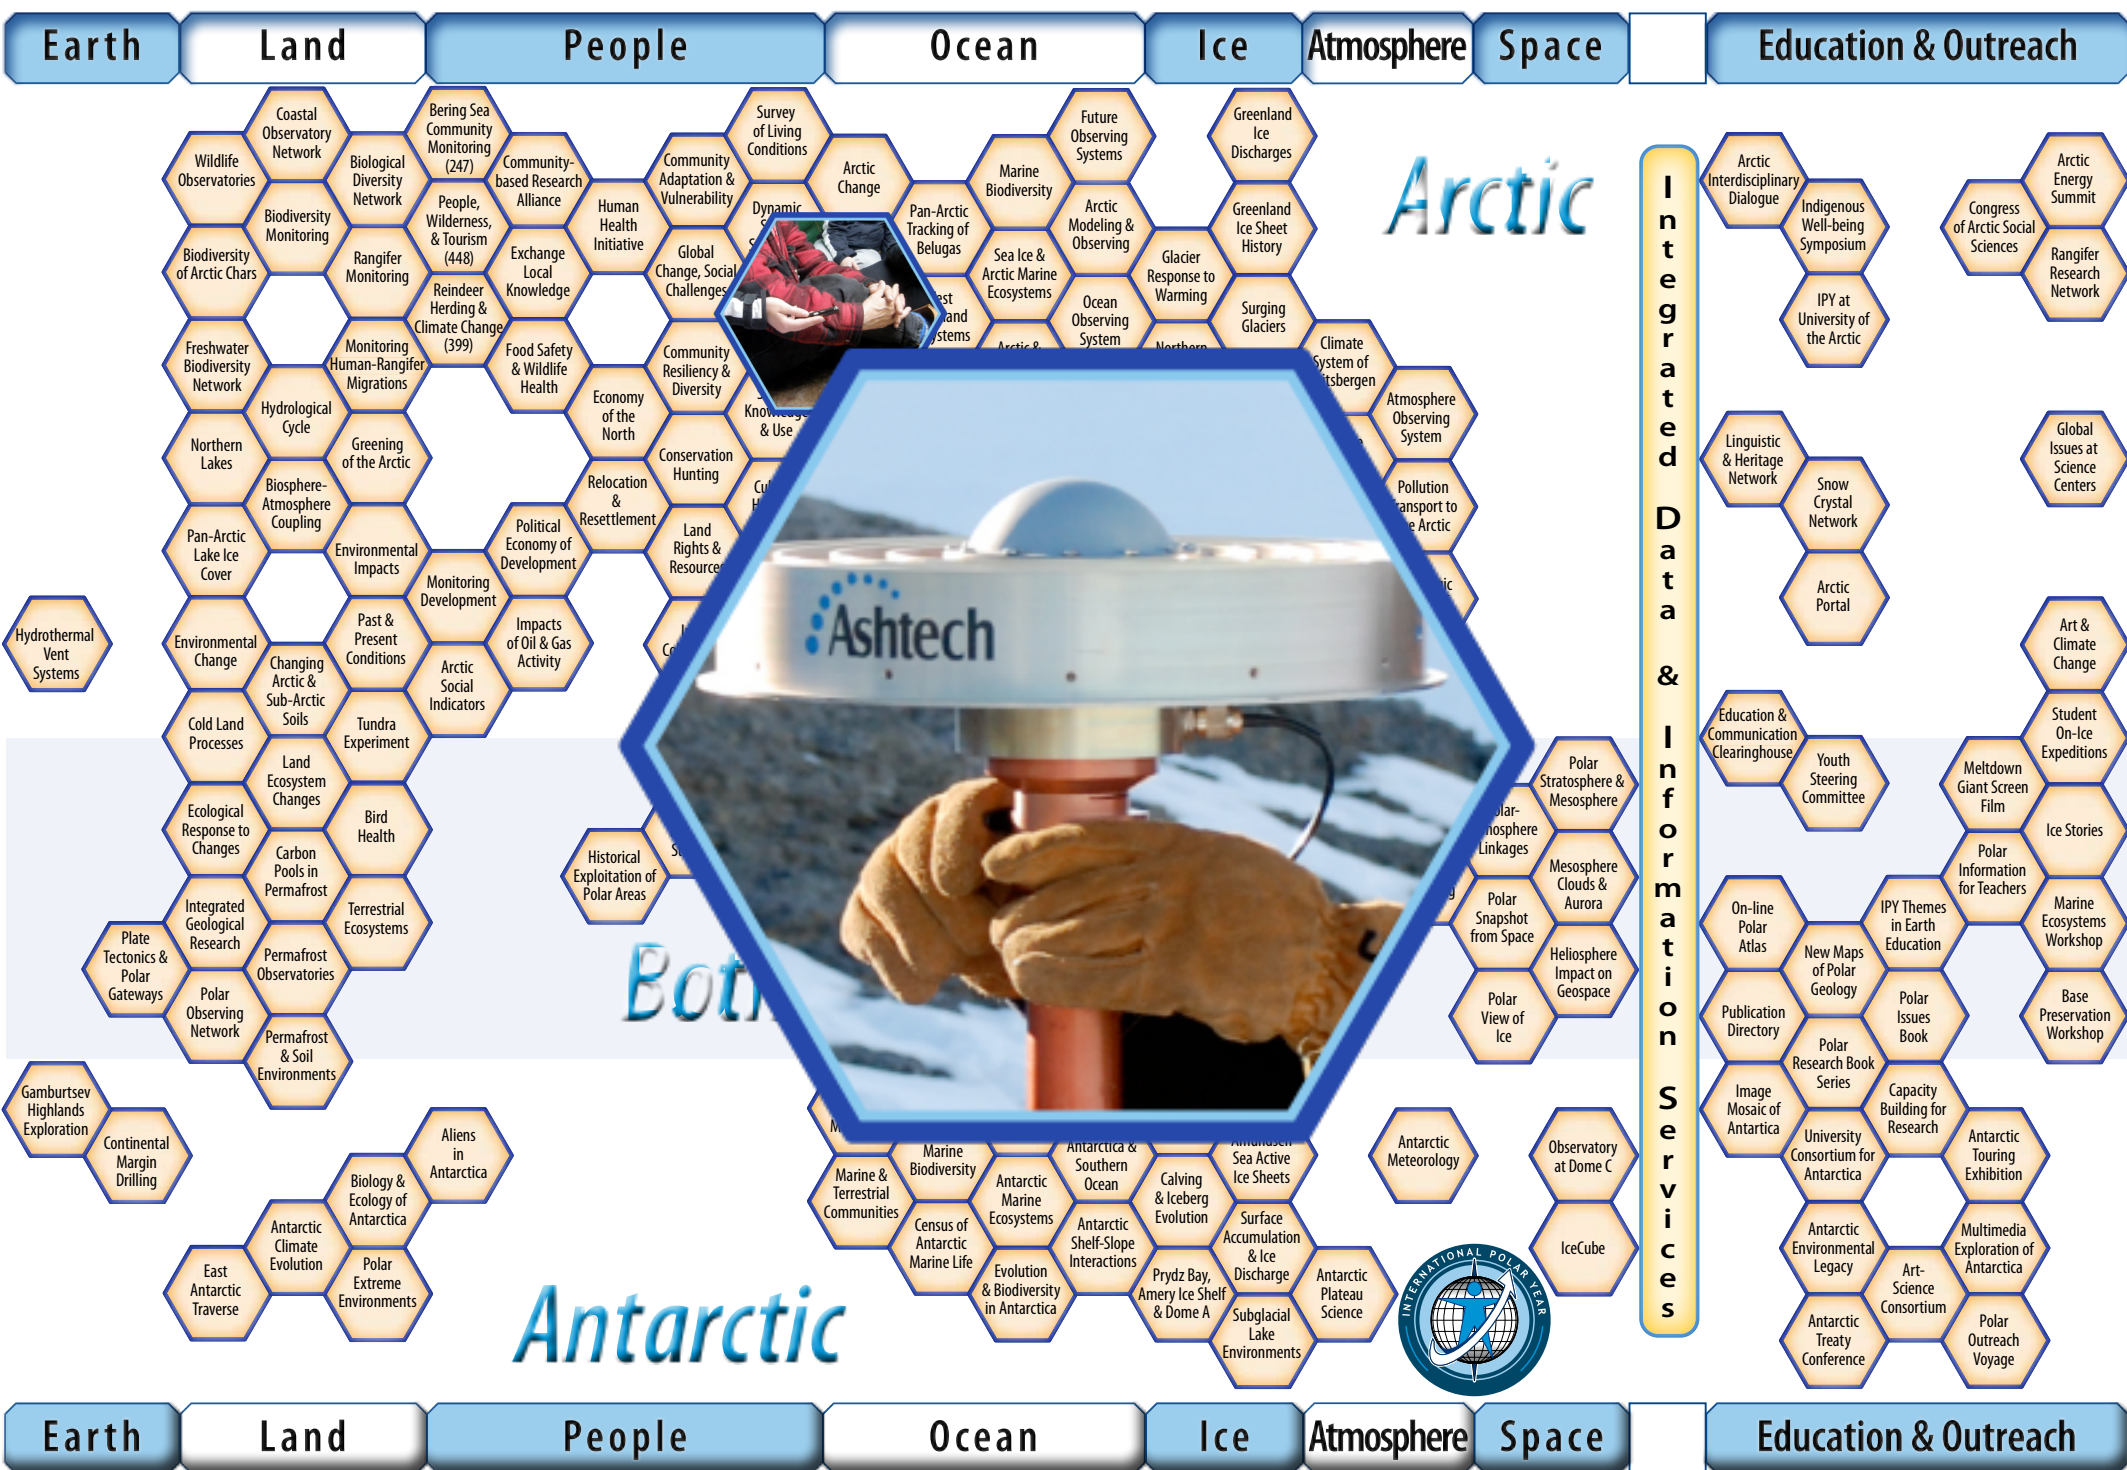 Earth
Land
People
Ocean
Ice
Atmosphere
Space
Education & Outreach
Arctic
Coastal
Observatory
Network
Wildlife
Observatories
Biological
Diversity
Network
Bering Sea
Community
Monitoring
(247)
Community-
based Research
Alliance
Biodiversity
Monitoring
People,
Wilderness,
& Tourism
(448)
Human
Health
Initiative
Community
Adaptation &
Vulnerability
Survey
of Living
Conditions
Arctic
Change
Dynamic
Pan-Arctic
Tracking of
Belugas
Marine
Biodiversity
Future
Observing
Systems
Arctic
Modeling &
Observing
Greenland
Ice
Discharges
Greenland
Ice Sheet
History
Biodiversity
of Arctic Chars
Rangifer
Monitoring
Exchange
Local
Knowledge
Global
Change, Social
Challenges
Sea Ice &
Arctic Marine
Ecosystems
Glacier
Response to
Warming
Reindeer
Herding &
Climate Change
(399)
Ocean
Observing
System
Surging
Glaciers
Freshwater
Biodiversity
Network
Monitoring
Human-Rangifer
Migrations
Food Safety
& Wildlife
Health
Community
Resiliency &
Diversity
Arctic &
Northern
Climate
System of
Hydrological
Cycle
Economy
of the
North
& Use
Atmosphere
Observing
System
Northern
Lakes
Greening
of the Arctic
Conservation
Hunting
Biosphere-
Atmosphere
Coupling
Relocation
&
Resettlement
Pollution
Arctic
Pan-Arctic
Lake Ice
Cover
Environmental
Impacts
Political
Economy of
Development
Land
Rights &
Resources
Monitoring
Development
Hydrothermal
Vent
Systems
Environmental
Change
Past &
Present
Conditions
Impacts
of Oil & Gas
Activity
Changing
Arctic &
Sub-Arctic
Soils
Arctic
Social
Indicators
Ashtech
Cold Land
Processes
Tundra
Experiment
Land
Ecosystem
Changes
Ecological
Response to
Changes
Bird
Health
Carbon
Pools in
Permafrost
Historical
Exploitation of
Polar Areas
Integrated
Geological
Research
Terrestrial
Ecosystems
Plate
Tectonics &
Polar
Gateways
Permafrost
Observatories
Polar
Observing
Network
Permafrost
& Soil
Environments
Polar
Stratosphere &
Mesosphere
Linkages
Mesosphere
Clouds &
Aurora
Polar
Snapshot
from Space
Heliosphere
Impact on
Geospace
Polar
View of
Ice
Gamburtsev
Highlands
Exploration
Continental
Margin
Drilling
Aliens
in
Antarctica
Biology &
Ecology of
Antarctica
Antarctic
Climate
Evolution
East
Antarctic
Traverse
Polar
Extreme
Environments
Antarctic
Marine &
Terrestrial
Communities
Marine
Biodiversity
Census of
Antarctic
Marine Life
Antarctic
Marine
Ecosystems
Evolution
& Biodiversity
in Antarctica
Antarctica &
Southern
Ocean
Antarctic
Shelf-Slope
Interactions
Calving
& Iceberg
Evolution
Prydz Bay,
Amery Ice Shelf
& Dome A
Amundsen
Sea Active
Ice Sheets
Surface
Accumulation
& Ice
Discharge
Subglacial
Lake
Environments
Antarctic
Plateau
Science
Antarctic
Meteorology
Observatory
at Dome C
IceCube
INTERNATIONAL POLAR YEAR
Integrated Data & Information Services
Arctic
Interdisciplinary
Dialogue
Indigenous
Well-being
Symposium
IPY at
University of
the Arctic
Congress
of Arctic Social
Sciences
Arctic
Energy
Summit
Rangifer
Research
Network
Linguistic
& Heritage
Network
Snow
Crystal
Network
Arctic
Portal
Global
Issues at
Science
Centers
Art &
Climate
Change
Education &
Communication
Clearinghouse
Youth
Steering
Committee
Student
On-Ice
Expeditions
Meltdown
Giant Screen
Film
Ice Stories
Polar
Information
for Teachers
On-line
Polar
Atlas
IPY Themes
in Earth
Education
Marine
Ecosystems
Workshop
New Maps
of Polar
Geology
Publication
Directory
Polar
Issues
Book
Base
Preservation
Workshop
Polar
Research Book
Series
Image
Mosaic of
Antartica
Capacity
Building for
Research
University
Consortium for
Antarctica
Antarctic
Touring
Exhibition
Antarctic
Environmental
Legacy
Multimedia
Exploration of
Antarctica
Art-
Science
Consortium
Antarctic
Treaty
Conference
Polar
Outreach
Voyage
Earth
Land
People
Ocean
Ice
Atmosphere
Space
Education & Outreach